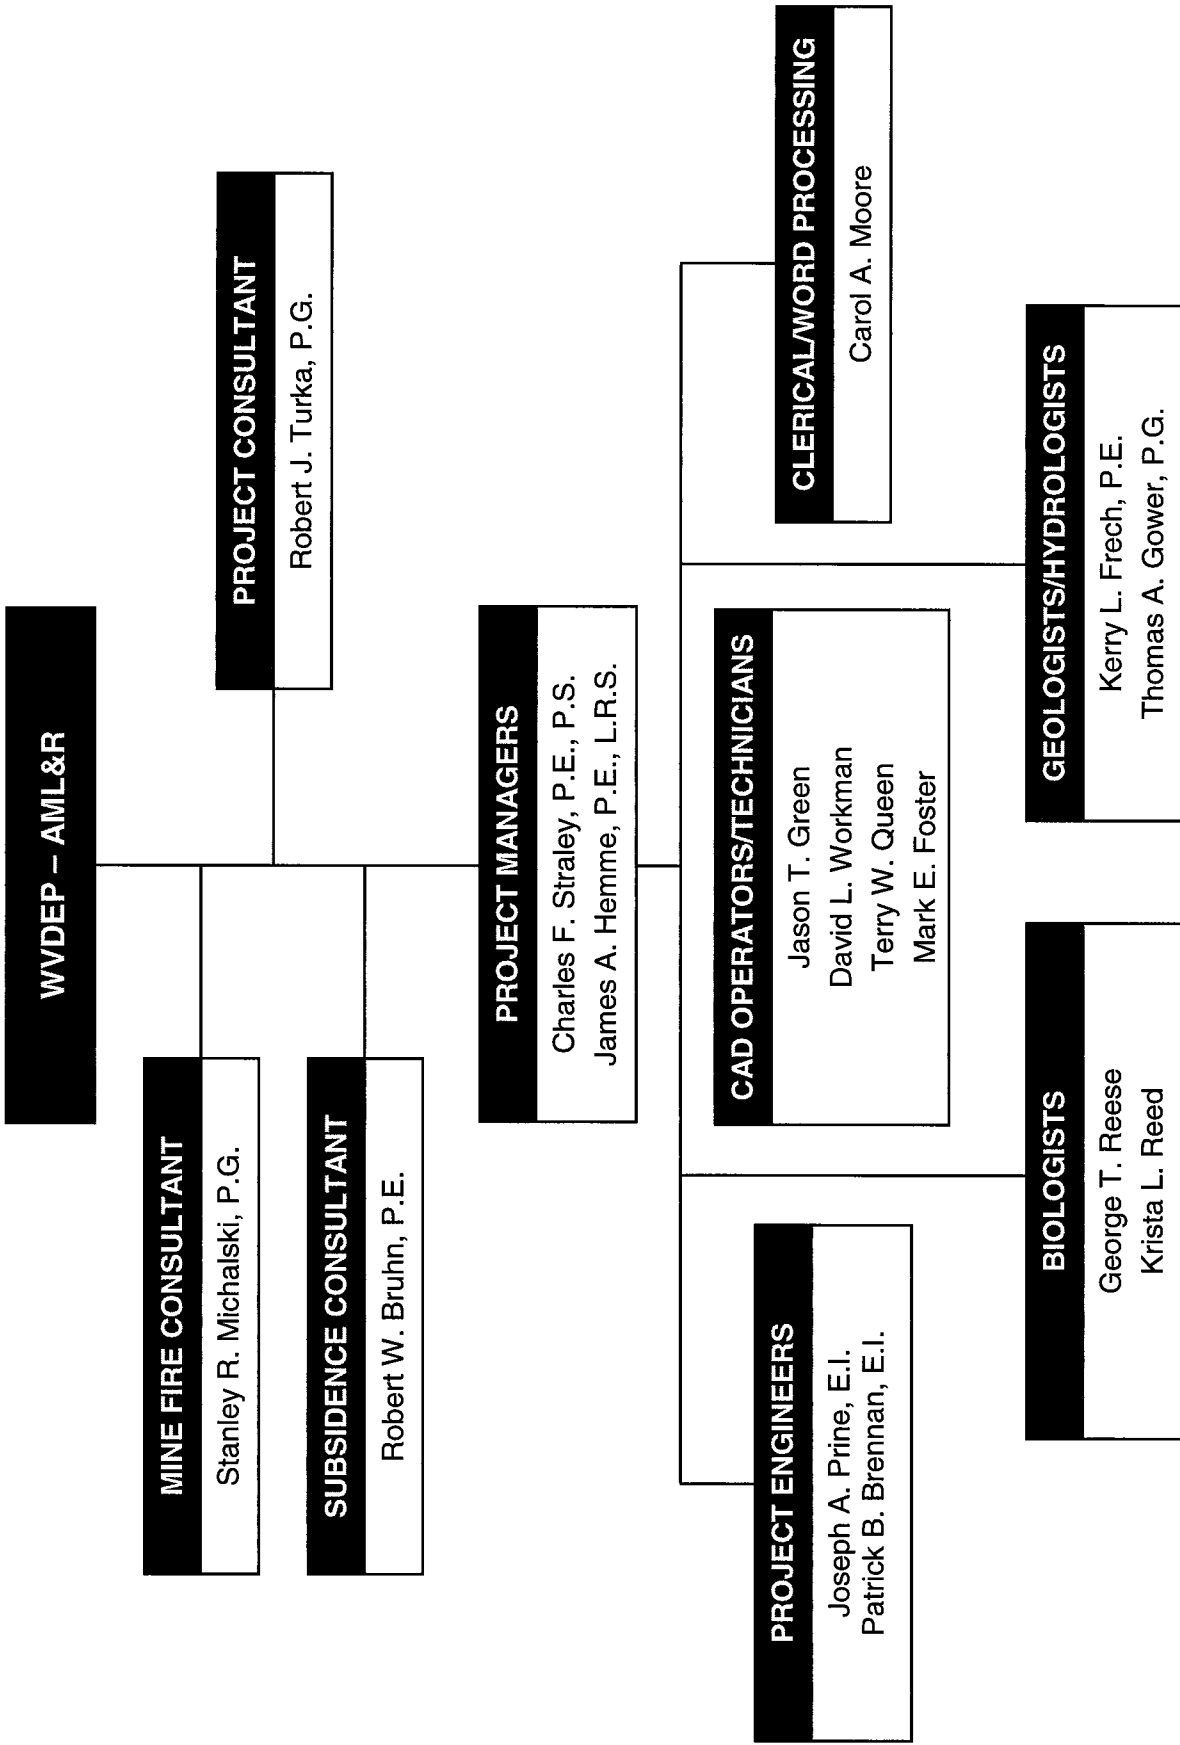 WVDEP – AML&R
MINE FIRE CONSULTANT
Stanley R. Michalski, P.G.
PROJECT CONSULTANT
Robert J. Turka, P.G.
SUBSIDENCE CONSULTANT
Robert W. Bruhn, P.E.
PROJECT MANAGERS
Charles F. Straley, P.E., P.S.
James A. Hemme, P.E., L.R.S.
PROJECT ENGINEERS
Joseph A. Prine, E.I.
Patrick B. Brennan, E.I.
CAD OPERATORS/TECHNICIANS
Jason T. Green
David L. Workman
Terry W. Queen
Mark E. Foster
CLERICAL/WORD PROCESSING
Carol A. Moore
BIOLOGISTS
George T. Reese
Krista L. Reed
GEOLOGISTS/HYDROLOGISTS
Kerry L. Frech, P.E.
Thomas A. Gower, P.G.